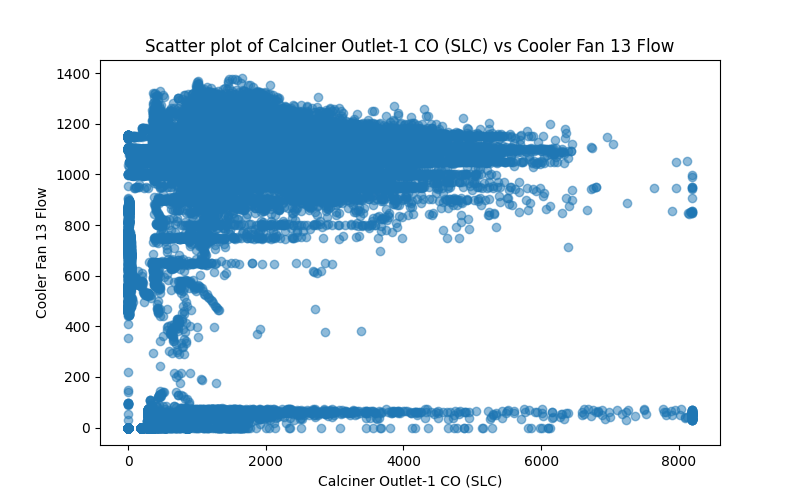 Scatter plot of Calciner Outlet-1 CO (SLC) vs Cooler Fan 13 Flow
1400
1200
1000
800
600
400
200
0
Cooler Fan 13 Flow
0 2000 4000 6000 8000
Calciner Outlet-1 CO (SLC)